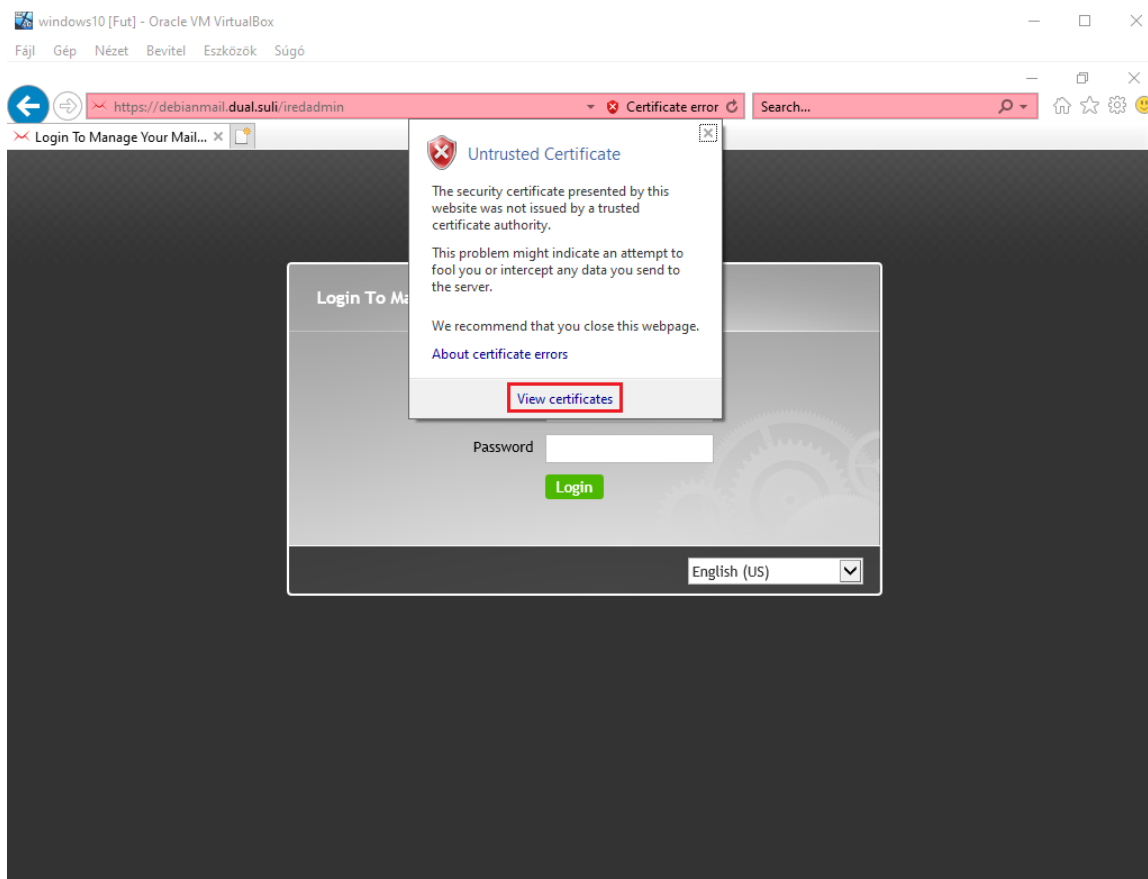 windows10 [Fut] - Oracle VM VirtualBox
Fájl Gép Nézet Bevitel Eszközök Súgó
https://debianmail.dual.suli/iredadmin Certificate error Search...
Login To Manage Your Mail...
Untrusted Certificate
The security certificate presented by this
website was not issued by a trusted
certificate authority.
This problem might indicate an attempt to
fool you or intercept any data you send to
the server.
Login To Ma
We recommend that you close this webpage.
About certificate errors
View certificates
Password
Login
English (US)